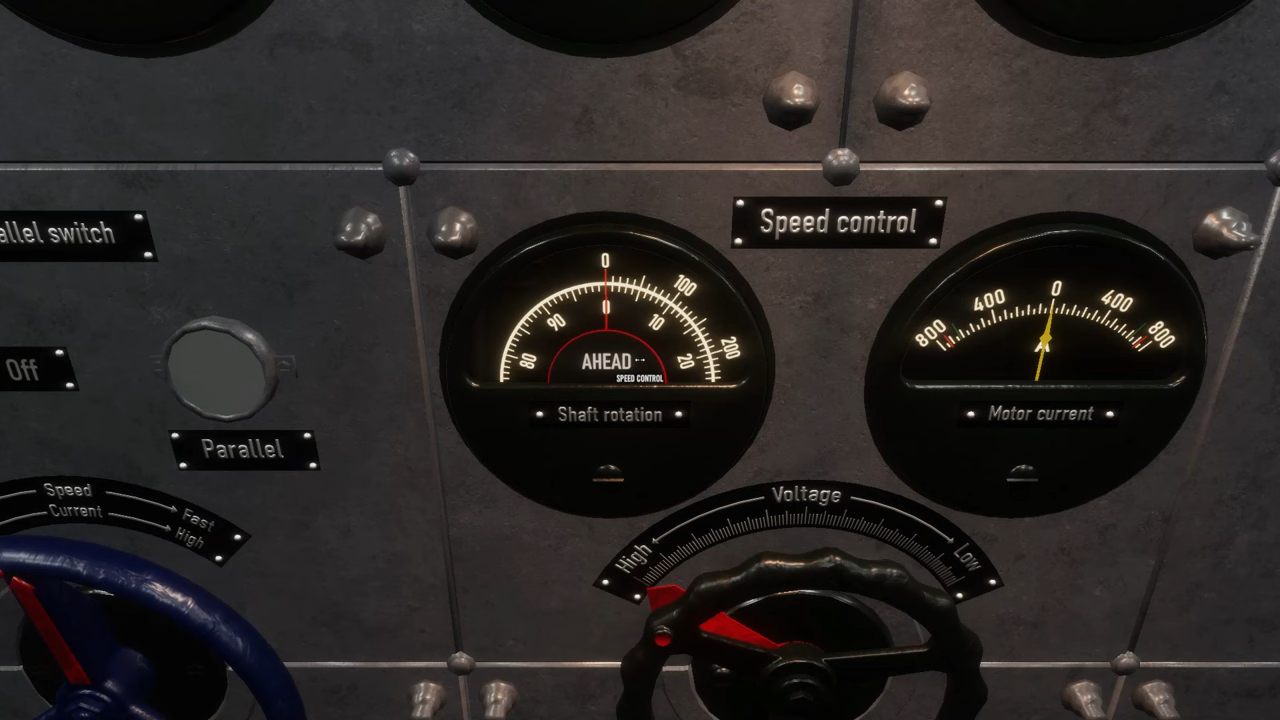 allel switch
Speed control
0
100
200
90
0
10
80
20
AHEAD
SPEED CONTROL
Shaft rotation
800
400
0
400
800
A
Motor current
Off
Parallel
Speed
Fast
Current
High
Voltage
High
Low